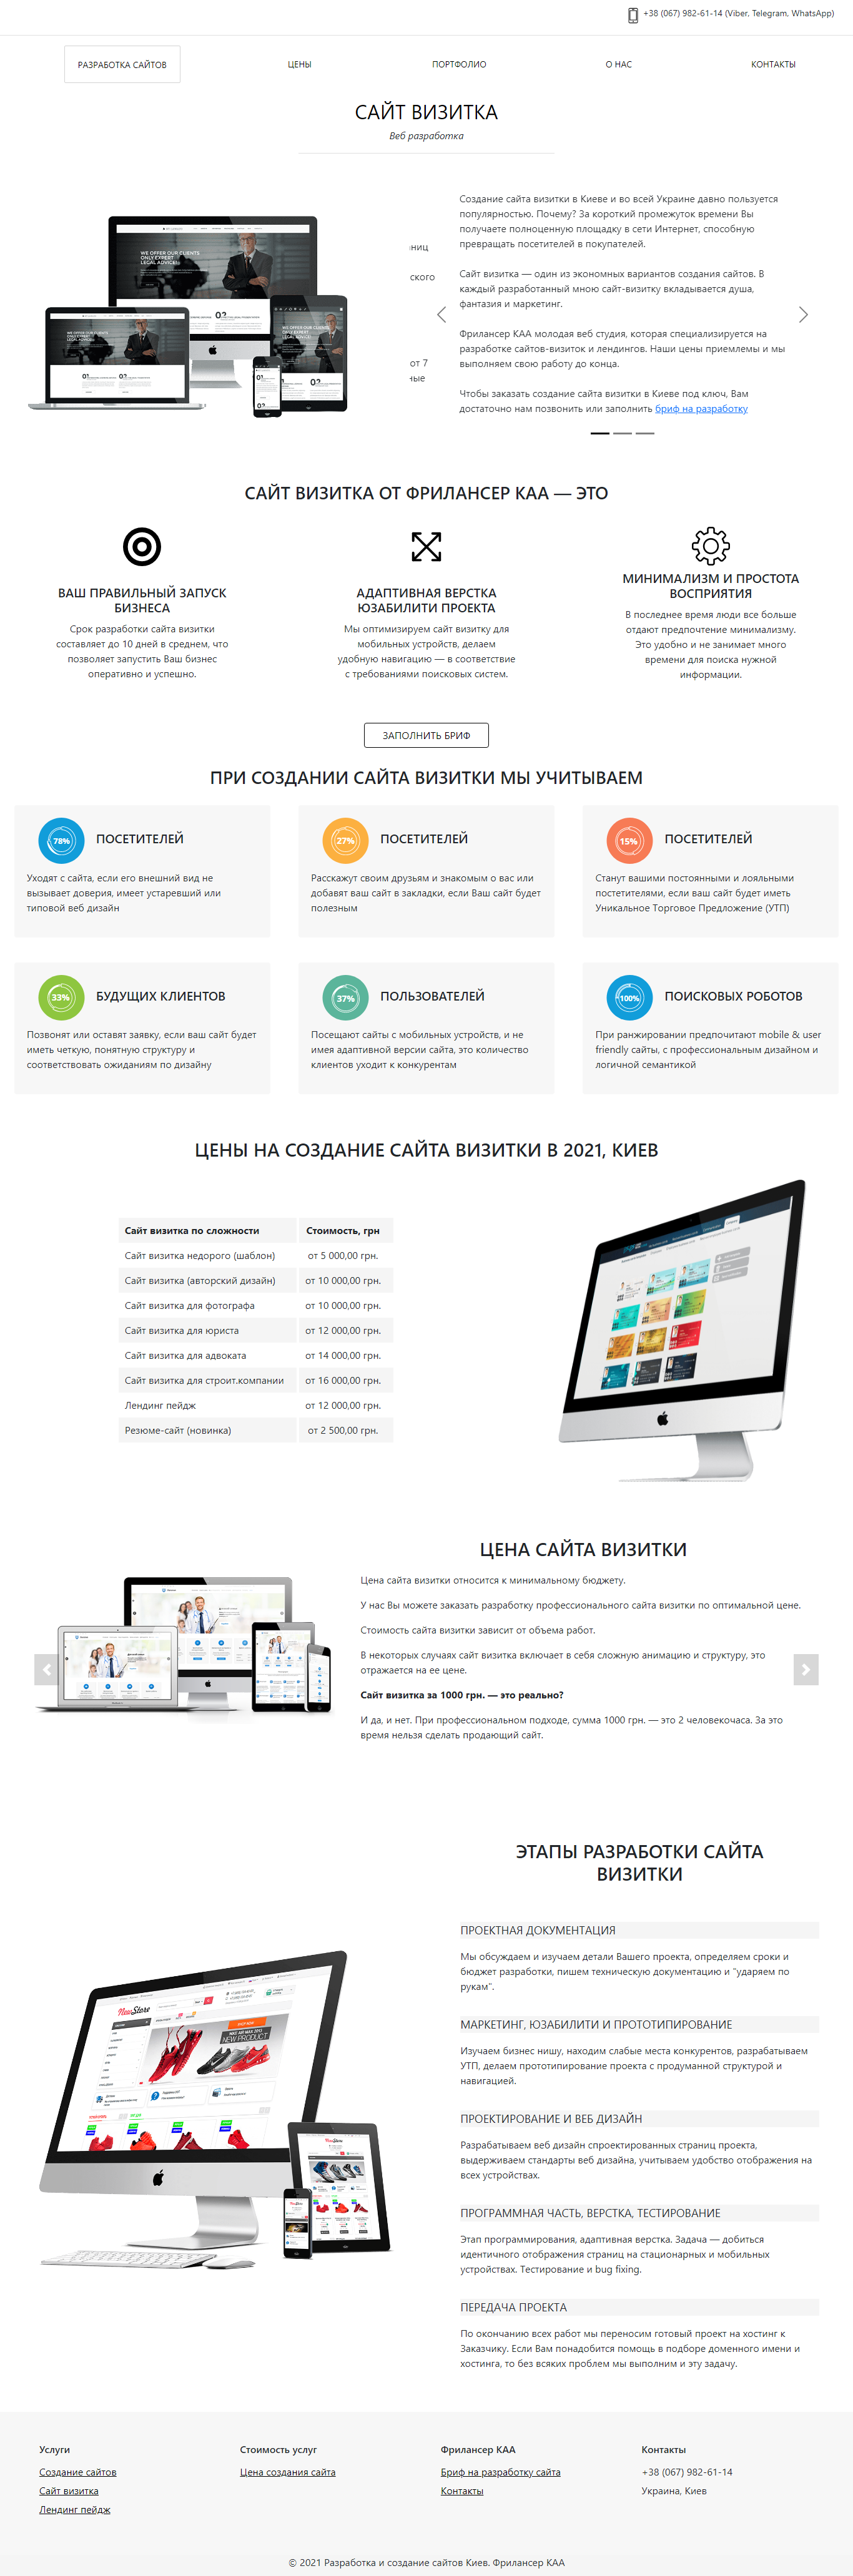 +38 (067) 982-61-14 (Viber, Telegram, WhatsApp)
РАЗРАБОТКА САЙТОВ
ЦЕНЫ
ПОРТФОЛИО
О НАС
КОНТАКТЫ
САЙТ ВИЗИТКА
Веб разработка
WE OFFER OUR CLIENTS
ONLY EXPERT
LEGAL ADVICE!
ниц
ского
от 7
ные
Создание сайта визитки в Киеве и во всей Украине давно пользуется
популярностью. Почему? За короткий промежуток времени Вы
получаете полноценную площадку в сети Интернет, способную
превращать посетителей в покупателей.
Сайт визитка — один из экономных вариантов создания сайтов. В
каждый разработанный мною сайт-визитку вкладывается душа,
фантазия и маркетинг.
Фрилансер КАА молодая веб студия, которая специализируется на
разработке сайтов-визиток и лендингов. Наши цены приемлемы и мы
выполняем свою работу до конца.
Чтобы заказать создание сайта визитки в Киеве под ключ, Вам
достаточно нам позвонить или заполнить бриф на разработку
САЙТ ВИЗИТКА ОТ ФРИЛАНСЕР КАА — ЭТО
ВАШ ПРАВИЛЬНЫЙ ЗАПУСК
БИЗНЕСА
Срок разработки сайта визитки
составляет до 10 дней в среднем, что
позволяет запустить Ваш бизнес
оперативно и успешно.
АДАПТИВНАЯ ВЕРСТКА
ЮЗАБИЛИТИ ПРОЕКТА
Мы оптимизируем сайт визитку для
мобильных устройств, делаем
удобную навигацию — в соответствие
с требованиями поисковых систем.
МИНИМАЛИЗМ И ПРОСТОТА
ВОСПРИЯТИЯ
В последнее время люди все больше
отдают предпочтение минимализму.
Это удобно и не занимает много
времени для поиска нужной
информации.
ЗАПОЛНИТЬ БРИФ
ПРИ СОЗДАНИИ САЙТА ВИЗИТКИ МЫ УЧИТЫВАЕМ
78%
ПОСЕТИТЕЛЕЙ
Уходят с сайта, если его внешний вид не
вызывает доверия, имеет устаревший или
типовой веб дизайн
27%
ПОСЕТИТЕЛЕЙ
Расскажут своим друзьям и знакомым о вас или
добавят ваш сайт в закладки, если Ваш сайт будет
полезным
15%
ПОСЕТИТЕЛЕЙ
Станут вашими постоянными и лояльными
постетителями, если ваш сайт будет иметь
Уникальное Торговое Предложение (УТП)
33%
БУДУЩИХ КЛИЕНТОВ
Позвонят или оставят заявку, если ваш сайт будет
иметь четкую, понятную структуру и
соответствовать ожиданиям по дизайну
37%
ПОЛЬЗОВАТЕЛЕЙ
Посещают сайты с мобильных устройств, и не
имея адаптивной версии сайта, это количество
клиентов уходит к конкурентам
100%
ПОИСКОВЫХ РОБОТОВ
При ранжировании предпочитают mobile & user
friendly сайты, с профессиональным дизайном и
логичной семантикой
ЦЕНЫ НА СОЗДАНИЕ САЙТА ВИЗИТКИ В 2021, КИЕВ
Сайт визитка по сложности Стоимость, грн
Сайт визитка недорого (шаблон) от 5 000,00 грн.
Сайт визитка (авторский дизайн) от 10 000,00 грн.
Сайт визитка для фотографа от 10 000,00 грн.
Сайт визитка для юриста от 12 000,00 грн.
Сайт визитка для адвоката от 14 000,00 грн.
Сайт визитка для строит.компании от 16 000,00 грн.
Лендинг пейдж от 12 000,00 грн.
Резюме-сайт (новинка) от 2 500,00 грн.
ЦЕНА САЙТА ВИЗИТКИ
Цена сайта визитки относится к минимальному бюджету.
У нас Вы можете заказать разработку профессионального сайта визитки по оптимальной цене.
Стоимость сайта визитки зависит от объема работ.
В некоторых случаях сайт визитка включает в себя сложную анимацию и структуру, это
отражается на ее цене.
Сайт визитка за 1000 грн. — это реально?
И да, и нет. При профессиональном подходе, сумма 1000 грн. — это 2 человекочаса. За это
время нельзя сделать продающий сайт.
ЭТАПЫ РАЗРАБОТКИ САЙТА
ВИЗИТКИ
NewStore
NEW PRODUCT
ПРОЕКТНАЯ ДОКУМЕНТАЦИЯ
Мы обсуждаем и изучаем детали Вашего проекта, определяем сроки и
бюджет разработки, пишем техническую документацию и "ударяем по
рукам".
МАРКЕТИНГ, ЮЗАБИЛИТИ И ПРОТОТИПИРОВАНИЕ
Изучаем бизнес нишу, находим слабые места конкурентов, разрабатываем
УТП, делаем прототипирование проекта с продуманной структурой и
навигацией.
ПРОЕКТИРОВАНИЕ И ВЕБ ДИЗАЙН
Разрабатываем веб дизайн спроектированных страниц проекта,
выдерживаем стандарты веб дизайна, учитываем удобство отображения на
всех устройствах.
ПРОГРАММНАЯ ЧАСТЬ, ВЕРСТКА, ТЕСТИРОВАНИЕ
Этап программирования, адаптивная верстка. Задача — добиться
идентичного отображения страниц на стационарных и мобильных
устройствах. Тестирование и bug fixing.
ПЕРЕДАЧА ПРОЕКТА
По окончанию всех работ мы переносим готовый проект на хостинг к
Заказчику. Если Вам понадобится помощь в подборе доменного имени и
хостинга, то без всяких проблем мы выполним и эту задачу.
Услуги
Создание сайтов
Сайт визитка
Лендинг пейдж
Стоимость услуг
Цена создания сайта
Фрилансер КАА
Бриф на разработку сайта
Контакты
Контакты
+38 (067) 982-61-14
Украина, Киев
© 2021 Разработка и создание сайтов Киев. Фрилансер КАА